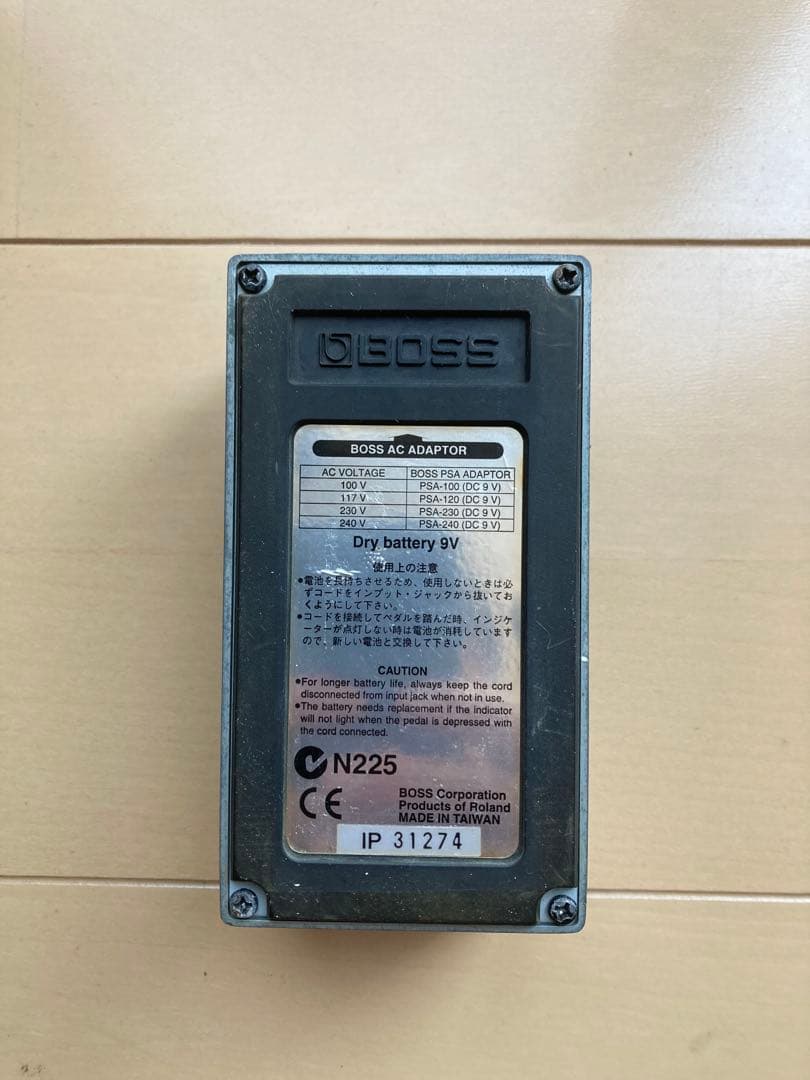 BOSS
BOSS AC ADAPTOR
AC VOLTAGE BOSS PSA ADAPTOR
100 V PSA-100 (DC 9 V)
117 V PSA-120 (DC 9 V)
230 V PSA-230 (DC 9 V)
240 V PSA-240 (DC 9 V)
Dry battery 9V
使用上の注意
●電池を長持ちさせるため、使用しないときは必
ずコードをインプット・ジャックから抜いてお
くようにして下さい。
●コードを接続してペダルを踏んだ時、インジケ
ーターが点灯しない時は電池が消耗しています
ので、新しい電池と交換して下さい。
CAUTION
●For longer battery life, always keep the cord
disconnected from input jack when not in use.
●The battery needs replacement if the indicator
will not light when the pedal is depressed with
the cord connected.
N225
CE
BOSS Corporation
Products of Roland
MADE IN TAIWAN
IP 31274